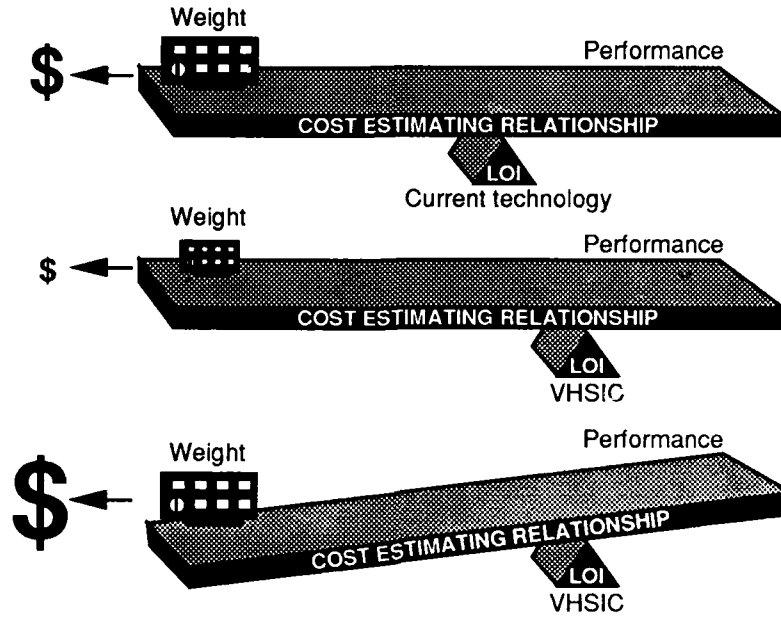 Weight
Performance
$
COST ESTIMATING RELATIONSHIP
LOI
Current technology
Weight
Performance
$
COST ESTIMATING RELATIONSHIP
LOI
VHSIC
Weight
Performance
$
COST ESTIMATING RELATIONSHIP
LOI
VHSIC